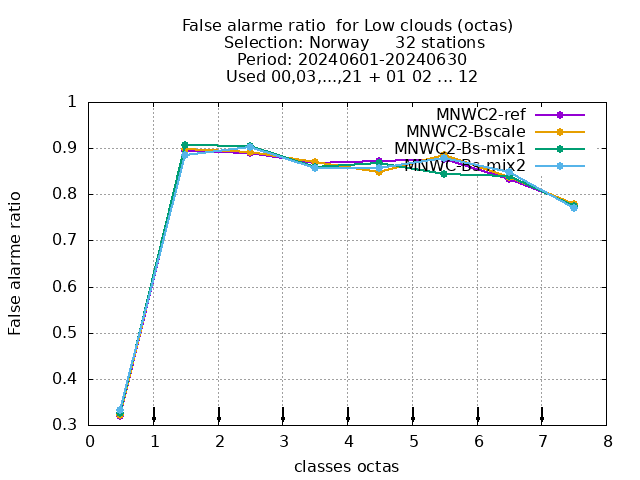 False alarme ratio  for Low clouds (octas)
Selection: Norway     32 stations
Period: 20240601-20240630
Used 00,03,...,21 + 01 02 ... 12
MNWC2-ref
MNWC2-Bscale
MNWC2-Bs-mix1
MNWC-Bs-mix2
False alarme ratio
1
0.9
0.8
0.7
0.6
0.5
0.4
0.3
0 1 2 3 4 5 6 7 8
classes octas